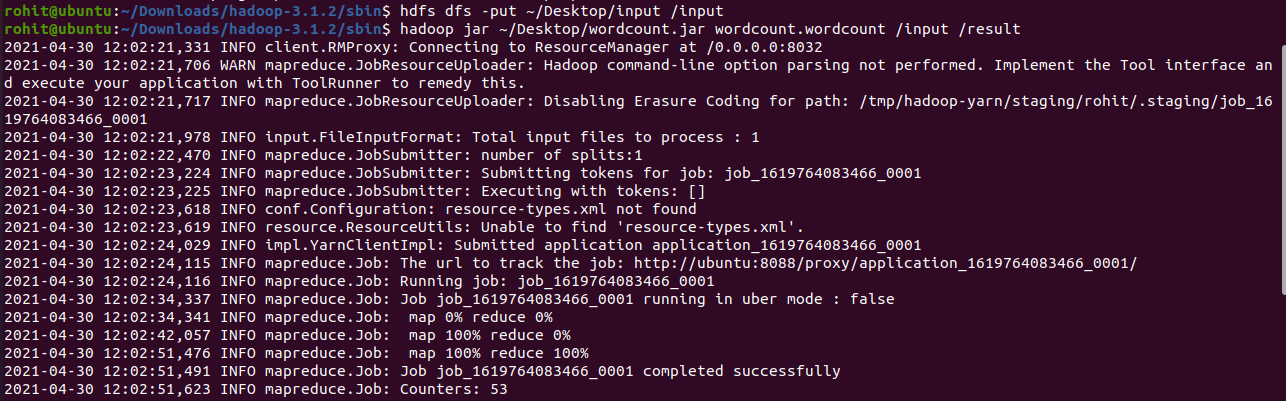 rohit@ubuntu:~/Downloads/hadoop-3.1.2/sbin$ hdfs dfs -put ~/Desktop/input /input
rohit@ubuntu:~/Downloads/hadoop-3.1.2/sbin$ hadoop jar ~/Desktop/wordcount.jar wordcount.wordcount /input /result
2021-04-30 12:02:21,331 INFO client.RMProxy: Connecting to ResourceManager at /0.0.0.0:8032
2021-04-30 12:02:21,706 WARN mapreduce.JobResourceUploader: Hadoop command-line option parsing not performed. Implement the Tool interface an
d execute your application with ToolRunner to remedy this.
2021-04-30 12:02:21,717 INFO mapreduce.JobResourceUploader: Disabling Erasure Coding for path: /tmp/hadoop-yarn/staging/rohit/.staging/job_16
19764083466_0001
2021-04-30 12:02:21,978 INFO input.FileInputFormat: Total input files to process : 1
2021-04-30 12:02:22,470 INFO mapreduce.JobSubmitter: number of splits:1
2021-04-30 12:02:23,224 INFO mapreduce.JobSubmitter: Submitting tokens for job: job_1619764083466_0001
2021-04-30 12:02:23,225 INFO mapreduce.JobSubmitter: Executing with tokens: []
2021-04-30 12:02:23,618 INFO conf.Configuration: resource-types.xml not found
2021-04-30 12:02:23,619 INFO resource.ResourceUtils: Unable to find 'resource-types.xml'.
2021-04-30 12:02:24,029 INFO impl.YarnClientImpl: Submitted application application_1619764083466_0001
2021-04-30 12:02:24,115 INFO mapreduce.Job: The url to track the job: http://ubuntu:8088/proxy/application_1619764083466_0001/
2021-04-30 12:02:24,116 INFO mapreduce.Job: Running job: job_1619764083466_0001
2021-04-30 12:02:34,337 INFO mapreduce.Job: Job job_1619764083466_0001 running in uber mode : false
2021-04-30 12:02:34,341 INFO mapreduce.Job:  map 0% reduce 0%
2021-04-30 12:02:42,057 INFO mapreduce.Job:  map 100% reduce 0%
2021-04-30 12:02:51,476 INFO mapreduce.Job:  map 100% reduce 100%
2021-04-30 12:02:51,491 INFO mapreduce.Job: Job job_1619764083466_0001 completed successfully
2021-04-30 12:02:51,623 INFO mapreduce.Job: Counters: 53